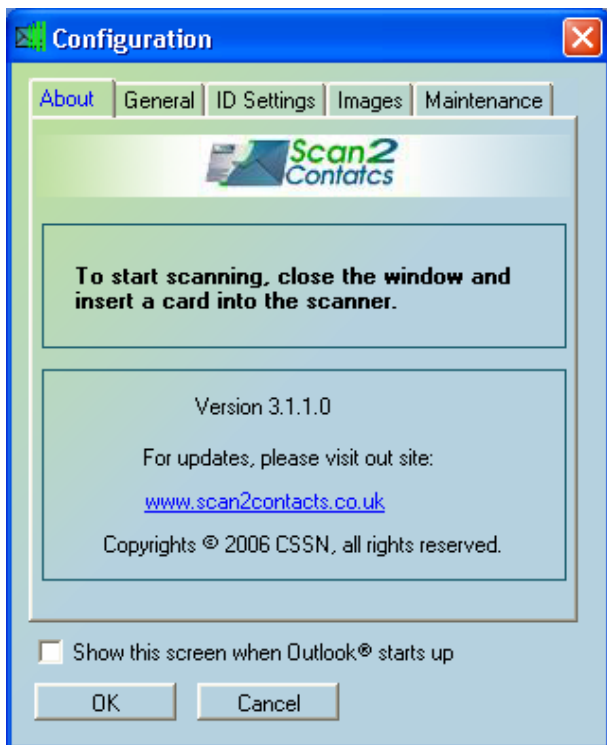 Configuration
About General ID Settings Images Maintenance
Scan2
Contatcs
To start scanning, close the window and
insert a card into the scanner.
Version 3.1.1.0
For updates, please visit out site:
www.scan2contacts.co.uk
Copyrights © 2006 CSSN, all rights reserved.
Show this screen when Outlook® starts up
OK Cancel